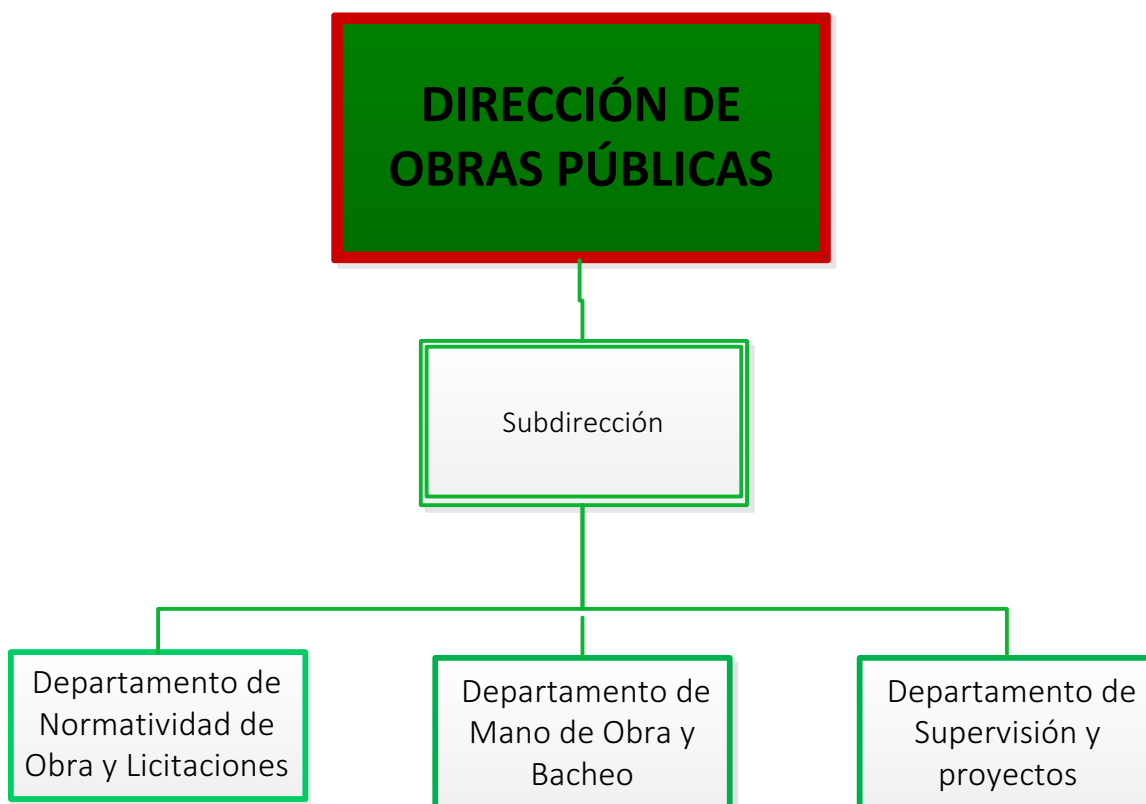 DIRECCIÓN DE
OBRAS PÚBLICAS
Subdirección
Departamento de
Normatividad de
Obra y Licitaciones
Departamento de
Mano de Obra y
Bacheo
Departamento de
Supervisión y
proyectos